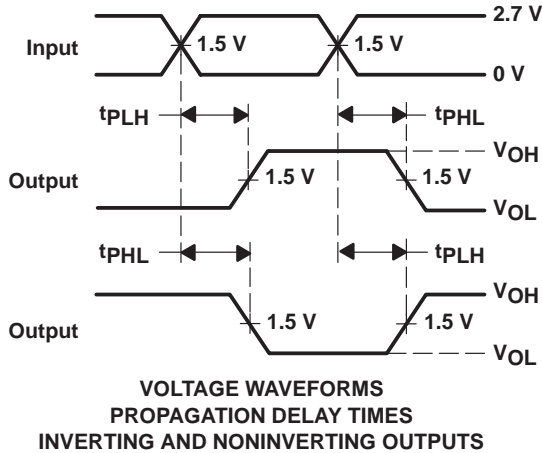 2.7 V
Input
1.5 V
1.5 V
0 V
tPLH
tPHL
VOH
Output
1.5 V
1.5 V
VOL
tPHL
tPLH
VOH
Output
1.5 V
1.5 V
VOL
VOLTAGE WAVEFORMS
PROPAGATION DELAY TIMES
INVERTING AND NONINVERTING OUTPUTS